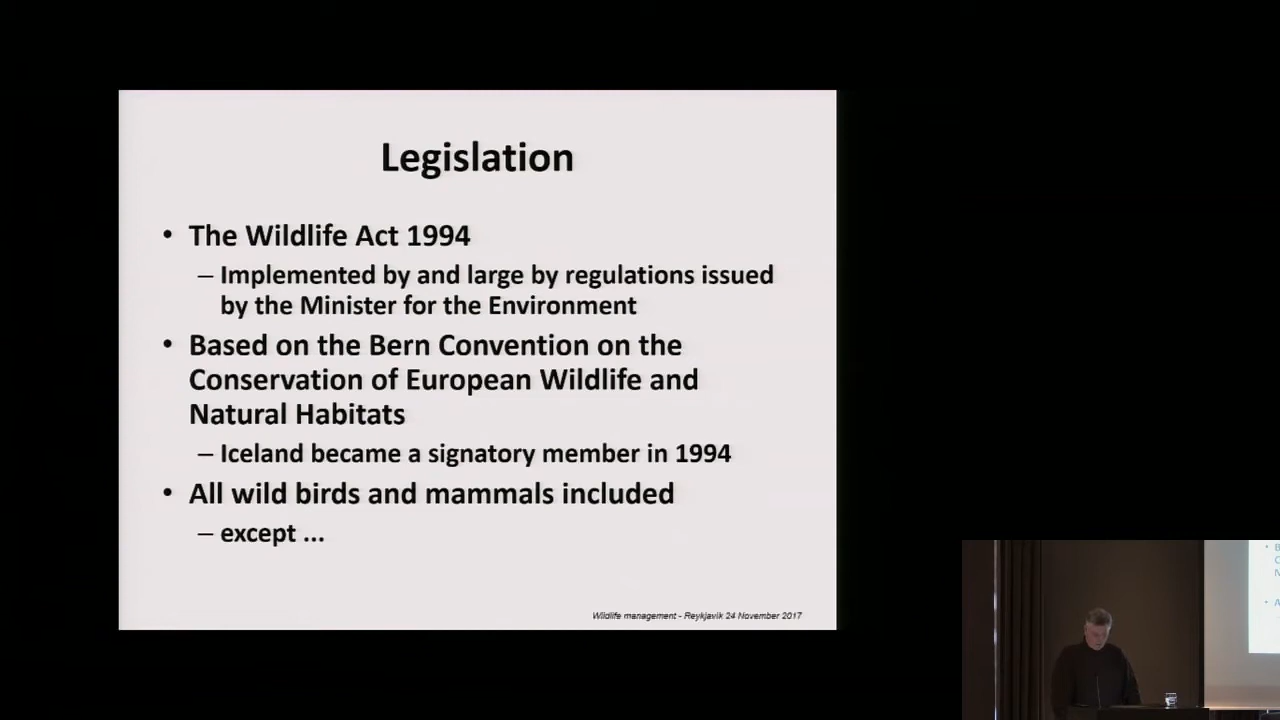 Legislation
• The Wildlife Act 1994
– Implemented by and large by regulations issued
by the Minister for the Environment
• Based on the Bern Convention on the
Conservation of European Wildlife and
Natural Habitats
– Iceland became a signatory member in 1994
• All wild birds and mammals included
– except ...
Wildlife management - Reykjavik 24 November 2017